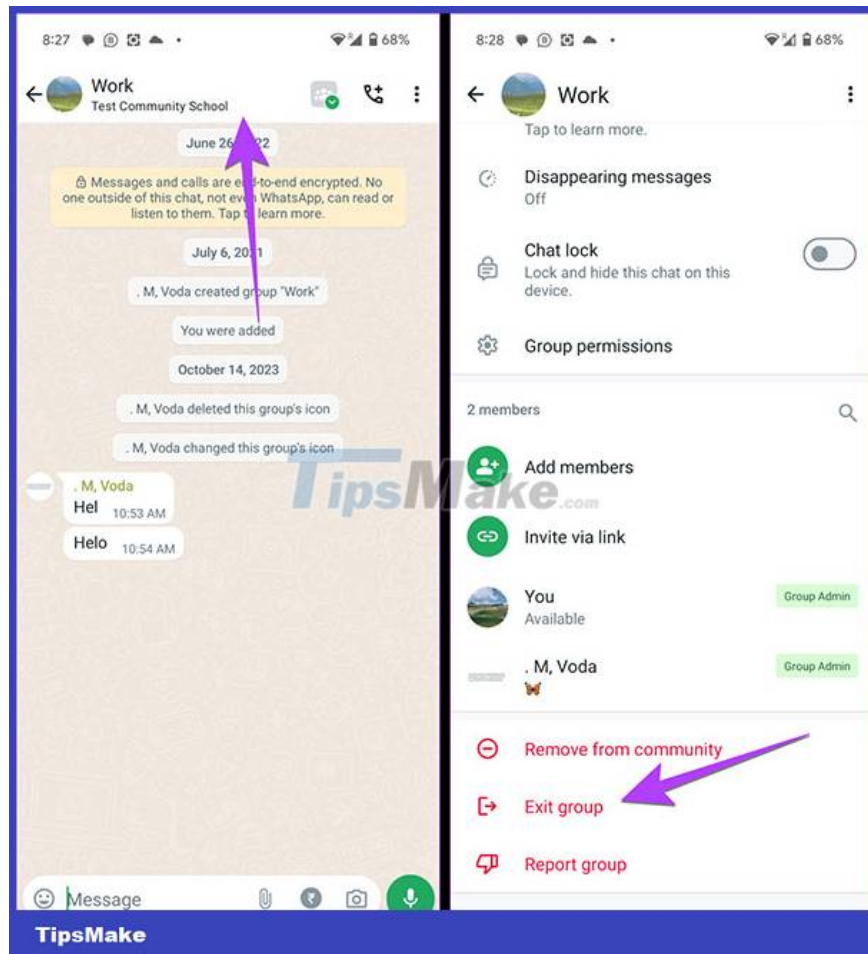 8:27
68%
Work
Test Community School
June 26, 2022
Messages and calls are end-to-end encrypted. No
one outside of this chat, not even WhatsApp, can read or
listen to them. Tap to learn more.
July 6, 2021
. M, Voda created group "Work"
You were added
October 14, 2023
. M, Voda deleted this group's icon
. M, Voda changed this group's icon
. M, Voda
Hel 10:53 AM
Helo 10:54 AM
Message
8:28
68%
Work
Tap to learn more.
Disappearing messages
Off
Chat lock
Lock and hide this chat on this
device.
Group permissions
2 members
Add members
Invite via link
You
Group Admin
Available
. M, Voda
Group Admin
Remove from community
Exit group
Report group
TipsMake.com
TipsMake